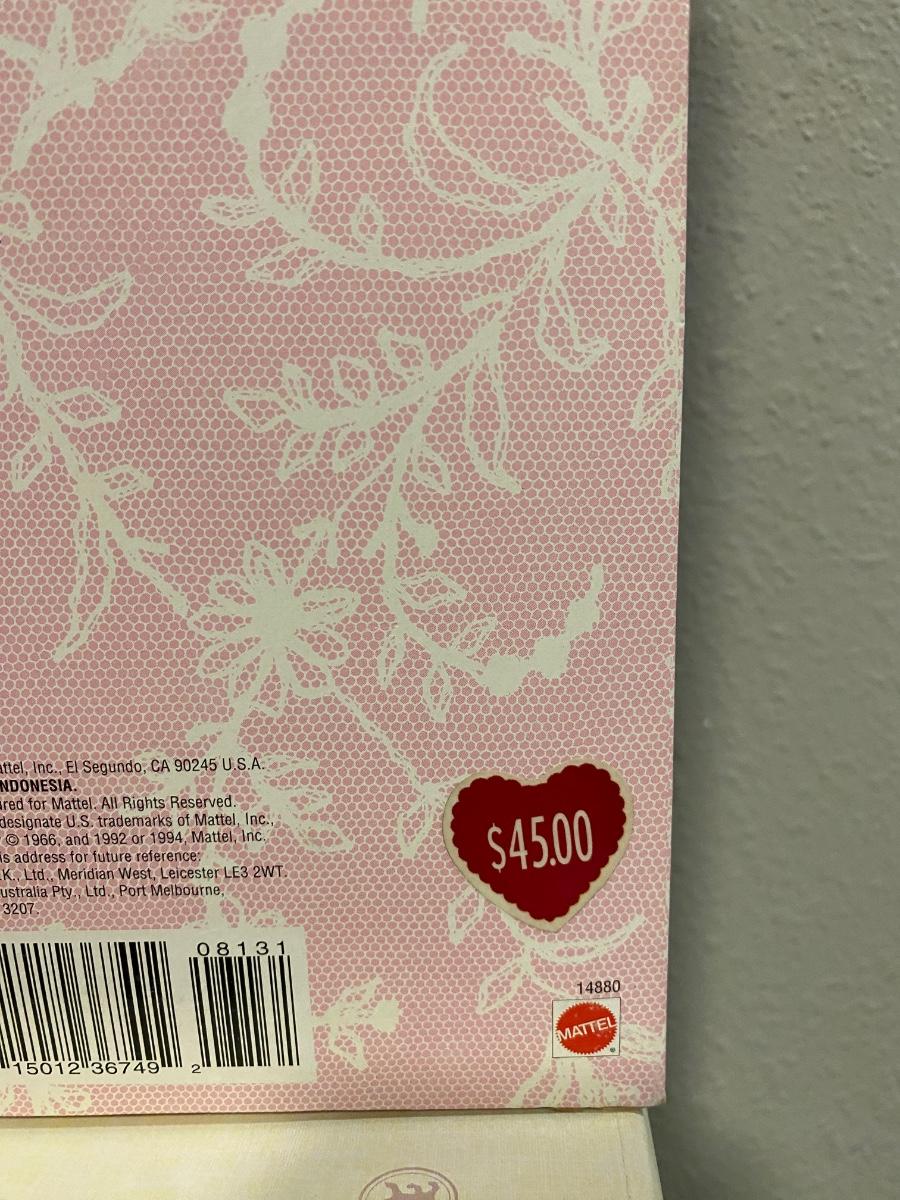 attel, Inc., El Segundo, CA 90245 U.S.A.
NDONESIA.
ired for Mattel. All Rights Reserved.
designate U.S. trademarks of Mattel, Inc.,
© 1966, and 1992 or 1994, Mattel, Inc.
is address for future reference:
.K., Ltd., Meridian West, Leicester LE3 2WT.
ustralia Pty., Ltd., Port Melbourne,
3207.
$45.00
08131
15012 36749 2
14880
MATTEL